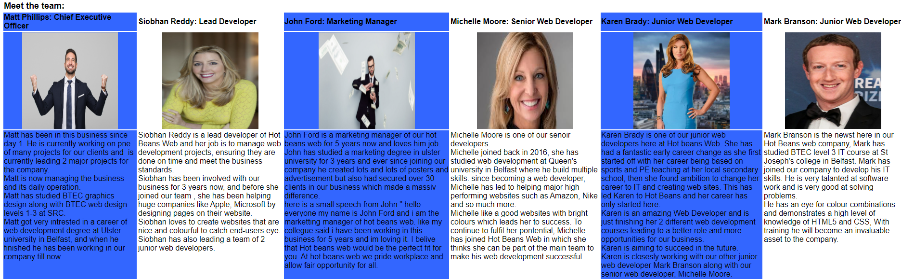 Meet the team:
Matt Phillips: Chief Executive
Officer
Siobhan Reddy: Lead Developer
John Ford: Marketing Manager
Michelle Moore: Senior Web Developer
Karen Brady: Junior Web Developer
Mark Branson: Junior Web Developer
Matt has been in this business since
day 1. He is currently working on one
of many projects for our clients and is
currently leading 2 major projects for
the company.
Matt is now managing the business
and its daily operation.
Matt has studied BTEC graphics
design along with BTEC web design
levels 1-3 at SRC.
Matt got very interested in a career of
web development degree at Ulster
university in Belfast, and when he
finished he has been working in our
company till now.
Siobhan Reddy is a lead developer of Hot
Beans Web and her job is to manage web
development projects, ensuring they are
done on time and meet the business
standards
Siobhan has been involved with our
business for 3 years now, and before she
joined our team , she has been helping
huge companies like Apple, Microsoft by
designing pages on their website.
Siobhan loves to create websites that are
nice and colourful to catch end-users eye.
Siobhan has also leading a team of 2
junior web developers.
John Ford is a marketing manager of our hot
beans web for 5 years now and loves him job.
John has studied a marketing degree in ulster
university for 3 years and ever since joining our
company he created lots and lots of posters and
advertisement but also had secured over 30
clients in our business which made a massiv
difference.
here is a small speech from John " hello
everyone my name is John Ford and i am the
marketing manager of hot beans web, like my
collegue said i have been working in this
business for 5 years and im loving it. I belive
that Hot beans web would be the perfect fit for
you. At hot beans web we pride workplace and
allow fair opportunity for all.
Michelle Moore is one of our senoir
developers.
Michelle joined back in 2016, she has
studied web development at Queen's
university in Belfast where he build multiple
skills. since becoming a web developer,
Michelle has led to helping major high
performing websites such as Amazon, Nike
and so much more.
Michelle like a good websites with bright
colours which leads her to success. To
continue to fulfil her pontential, Michelle
has joined Hot Beans Web in which she
thinks she can be part of the main team to
make his web development successful.
Karen Brady is one of our junior web
developers here at Hot beans Web. She has
had a fantastic early career change as she first
started off with her career being based on
sports and PE teaching at her local secondary
school, then she found ambition to change her
career to IT and creating web sites. This has
led Karen to Hot Beans and her career has
only started here.
Karen is an amazing Web Developer and is
just finishing her 2 different web development
courses leading to a better role and more
opportunities for our business.
Karen is aiming to succeed in the future.
Karen is closesly working with our other junior
web developer Mark Branson along with our
senior web developer, Michelle Moore.
Mark Branson is the newst here in our
Hot Beans web company, Mark has
studied BTEC level 3 IT course at St.
Joseph's college in Belfast. Mark has
joined our company to develop his IT
skills. He is very talanted at software
work and is very good at solving
problems.
He has an eye for colour combinations
and demonstrates a high level of
knowledge of HTML5 and CSS. With
training he will become an invaluable
asset to the company.